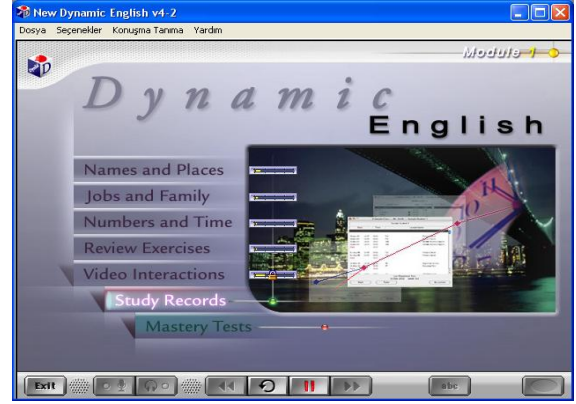 New Dynamic English v4-2
Dosya Seçenekler Konuşma Tanıma Yardım
Module 1
Dynamic
English
Names and Places
Jobs and Family
Numbers and Time
Review Exercises
Video Interactions
Study Records
Mastery Tests
Exit
abc